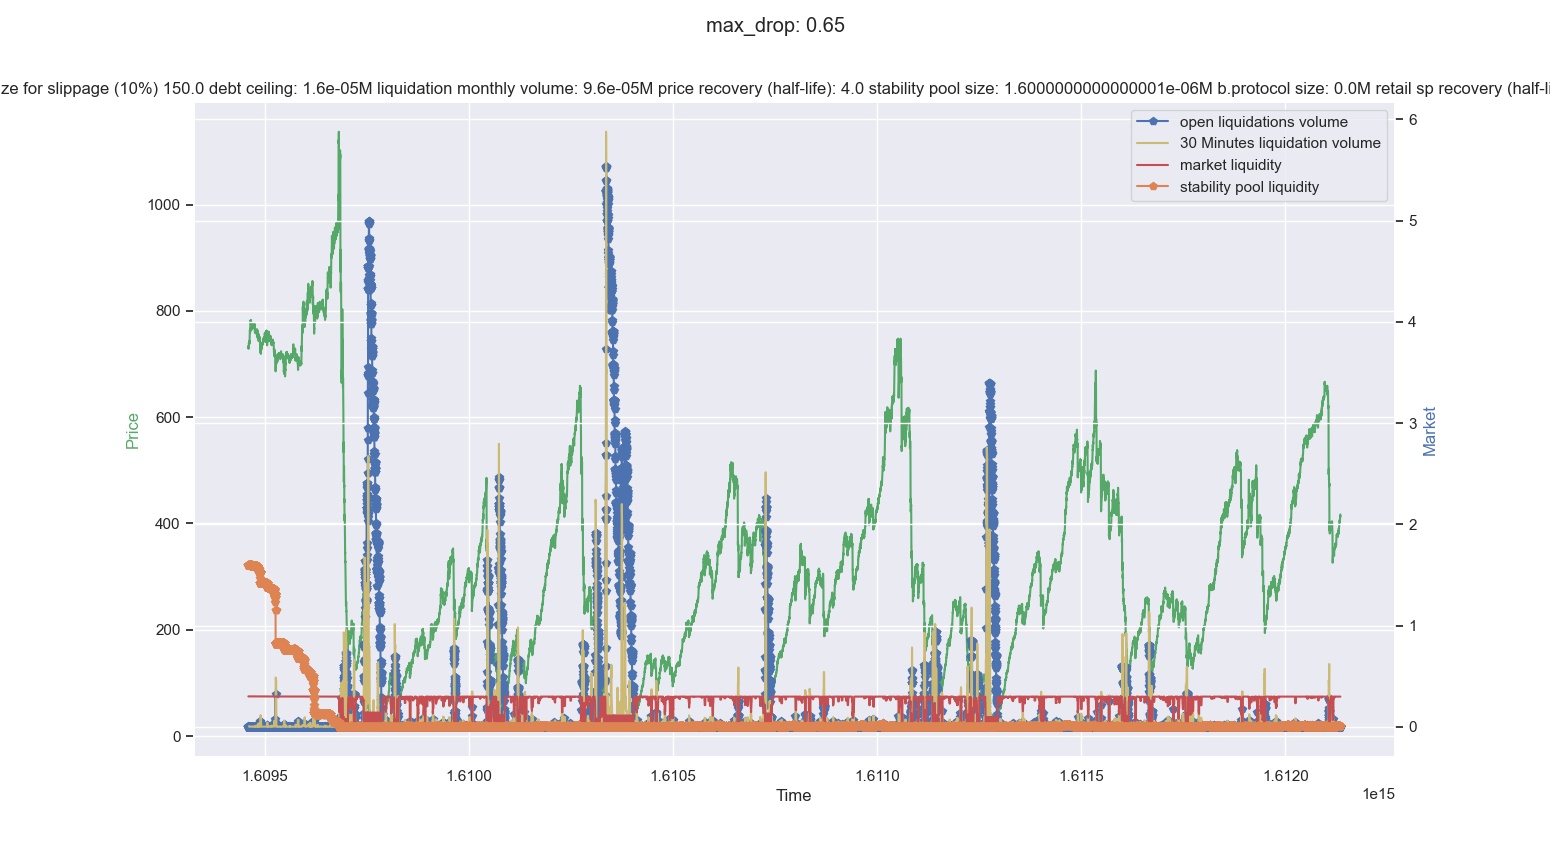 max_drop: 0.65
ze for slippage (10%) 150.0 debt ceiling: 1.6e-05M liquidation monthly volume: 9.6e-05M price recovery (half-life): 4.0 stability pool size: 1.6000000000000001e-06M b.protocol size: 0.0M retail sp recovery (half-li
open liquidations volume
30 Minutes liquidation volume
market liquidity
stability pool liquidity
1000
800
600
400
200
0
Price
6
5
4
3
2
1
0
Market
1.6095 1.6100 1.6105 1.6110 1.6115 1.6120
1e15
Time